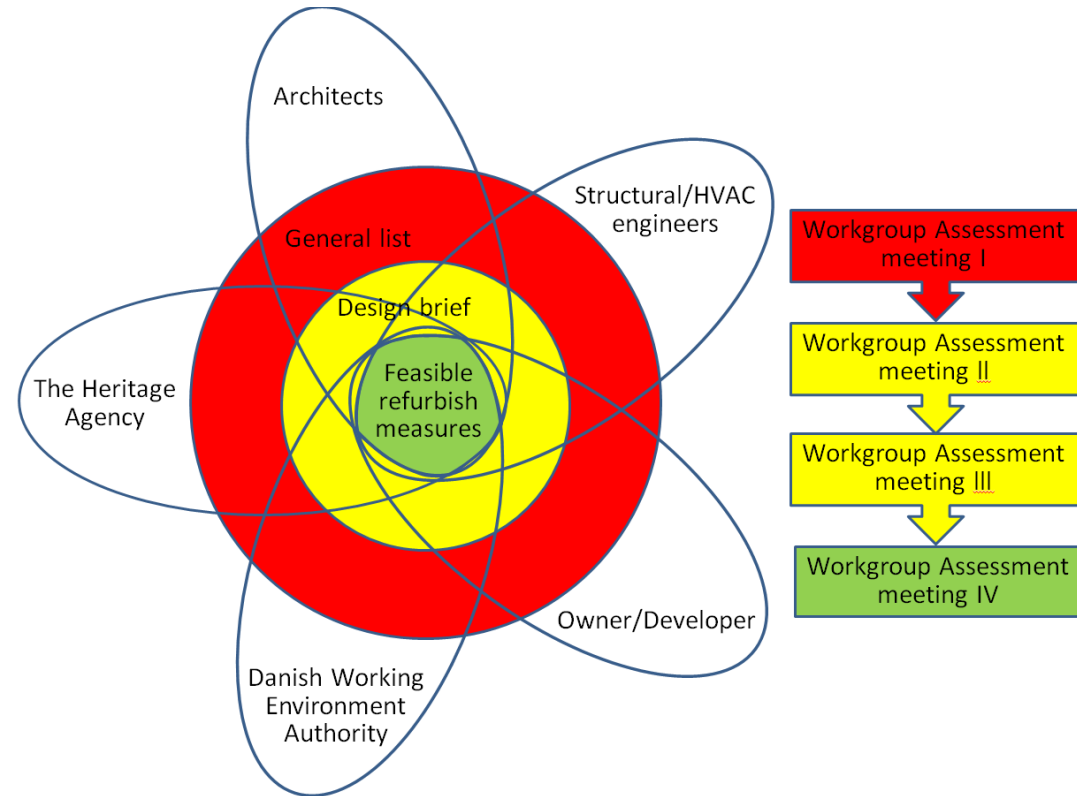 Architects
Structural/HVAC
engineers
General list
Design brief
The Heritage
Agency
Feasible
refurbish
measures
Owner/Developer
Danish Working
Environment
Authority
Workgroup Assessment
meeting I
Workgroup Assessment
meeting II
Workgroup Assessment
meeting III
Workgroup Assessment
meeting IV